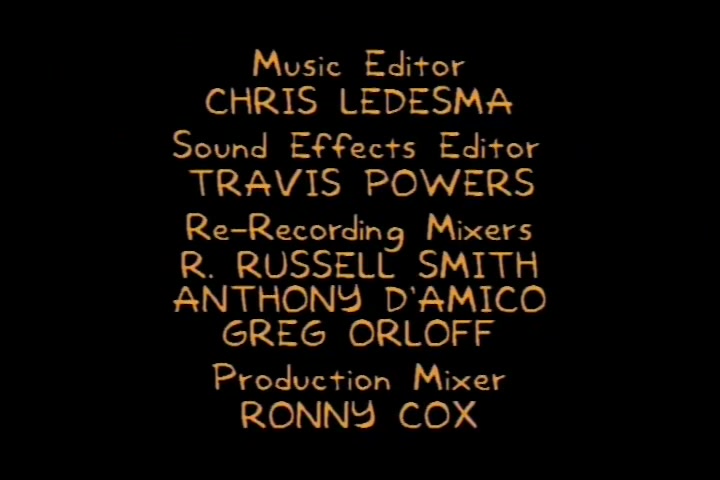 Music Editor
CHRIS LEDESMA
Sound Effects Editor
TRAVIS POWERS
Re-Recording Mixers
R. RUSSELL SMITH
ANTHONY D'AMICO
GREG ORLOFF
Production Mixer
RONNY COX